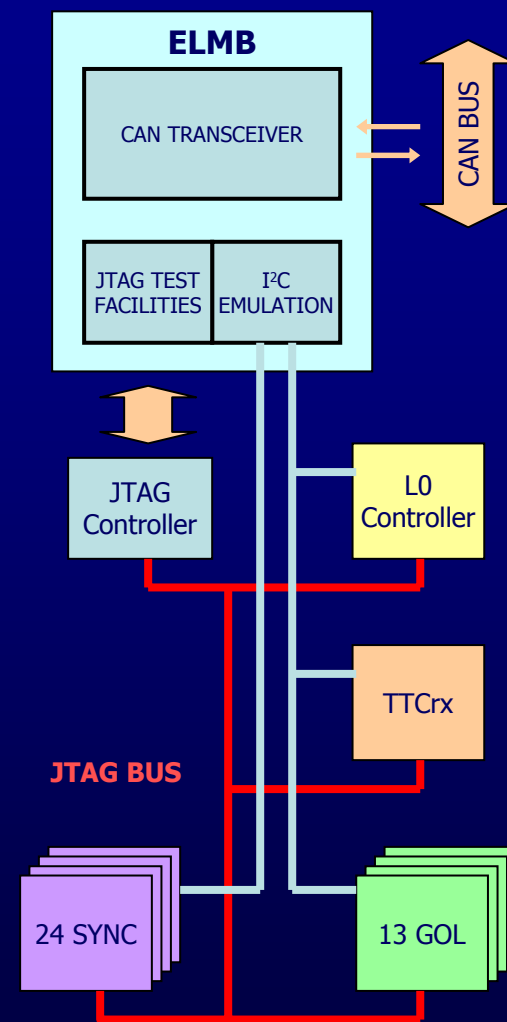 ELMB
CAN TRANSCEIVER
CAN BUS
JTAG TEST
FACILITIES
I²C
EMULATION
JTAG
Controller
L0
Controller
TTCrx
JTAG BUS
24 SYNC
13 GOL